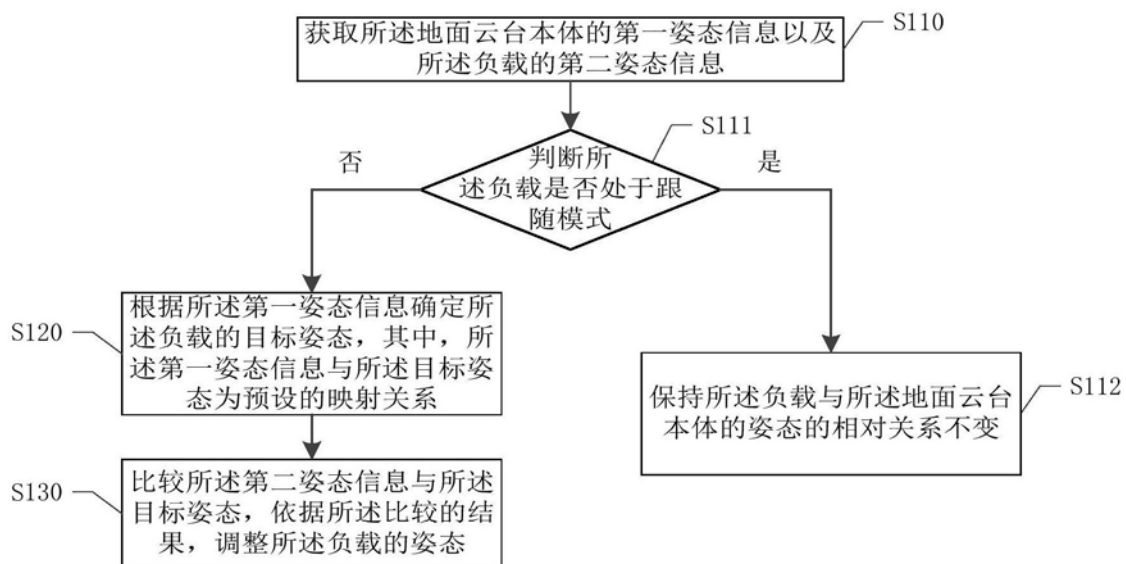 获取所述地面云台本体的第一姿态信息以及
所述负载的第二姿态信息
S110
判断所
述负载是否处于跟
随模式
S111
否
是
根据所述第一姿态信息确定所
述负载的目标姿态，其中，所
述第一姿态信息与所述目标姿
态为预设的映射关系
S120
保持所述负载与所述地面云台
本体的姿态的相对关系不变
S112
比较所述第二姿态信息与所述
目标姿态，依据所述比较的结
果，调整所述负载的姿态
S130